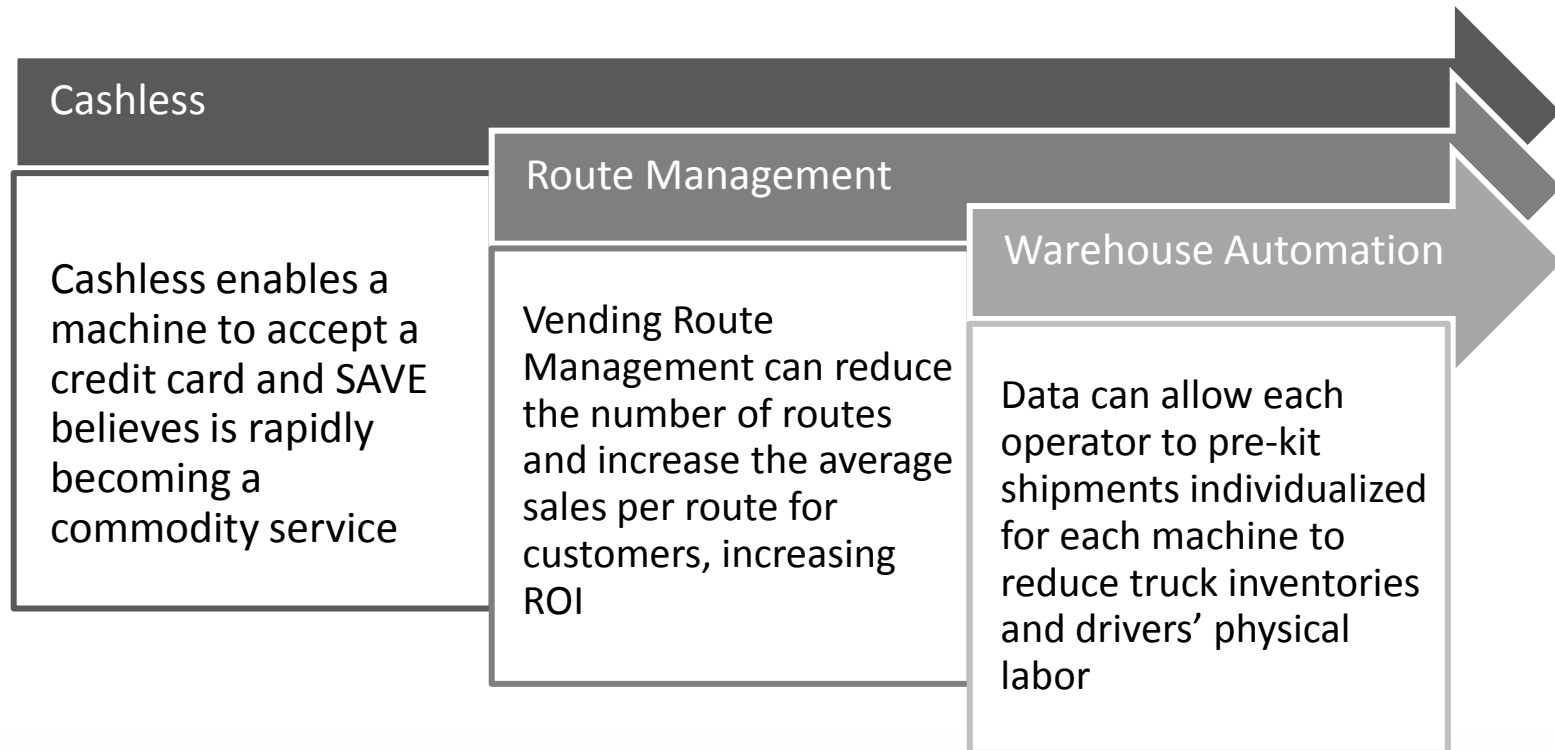 Cashless
Cashless enables a
machine to accept a
credit card and SAVE
believes is rapidly
becoming a
commodity service
Route Management
Vending Route
Management can reduce
the number of routes
and increase the average
sales per route for
customers, increasing
ROI
Warehouse Automation
Data can allow each
operator to pre-kit
shipments individualized
for each machine to
reduce truck inventories
and drivers’ physical
labor